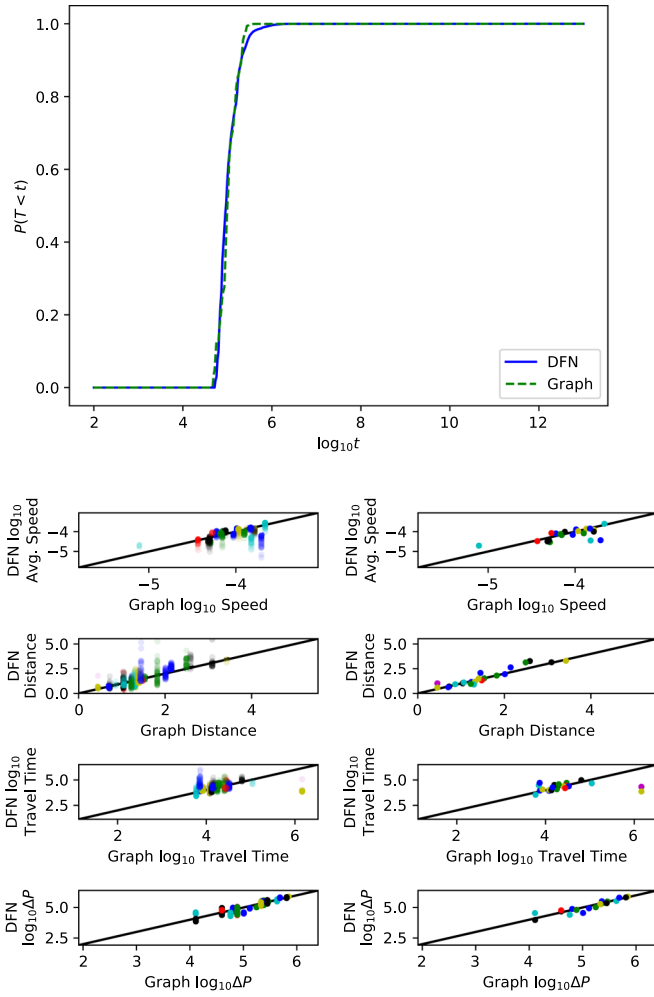 1.0
0.8
0.6
0.4
0.2
0.0
P(T < t)
DFN
Graph
2 4 6 8 10 12
log₁₀t
DFN log₁₀
Avg. Speed
−4
−5
−5 −4
Graph log₁₀ Speed
DFN log₁₀
Avg. Speed
−4
−5
−5 −4
Graph log₁₀ Speed
DFN
Distance
5.0
2.5
0.0
0 2 4
Graph Distance
DFN
Distance
5.0
2.5
0.0
0 2 4
Graph Distance
DFN log₁₀
Travel Time
5.0
2.5
2 4 6
Graph log₁₀ Travel Time
DFN log₁₀
Travel Time
5.0
2.5
2 4 6
Graph log₁₀ Travel Time
DFN
log₁₀ΔP
5.0
2.5
2 3 4 5 6
Graph log₁₀ΔP
DFN
log₁₀ΔP
5.0
2.5
2 3 4 5 6
Graph log₁₀ΔP